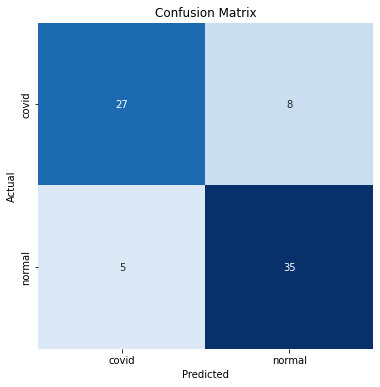 Confusion Matrix
Actual
covid
27 8
normal
5 35
covid normal
Predicted